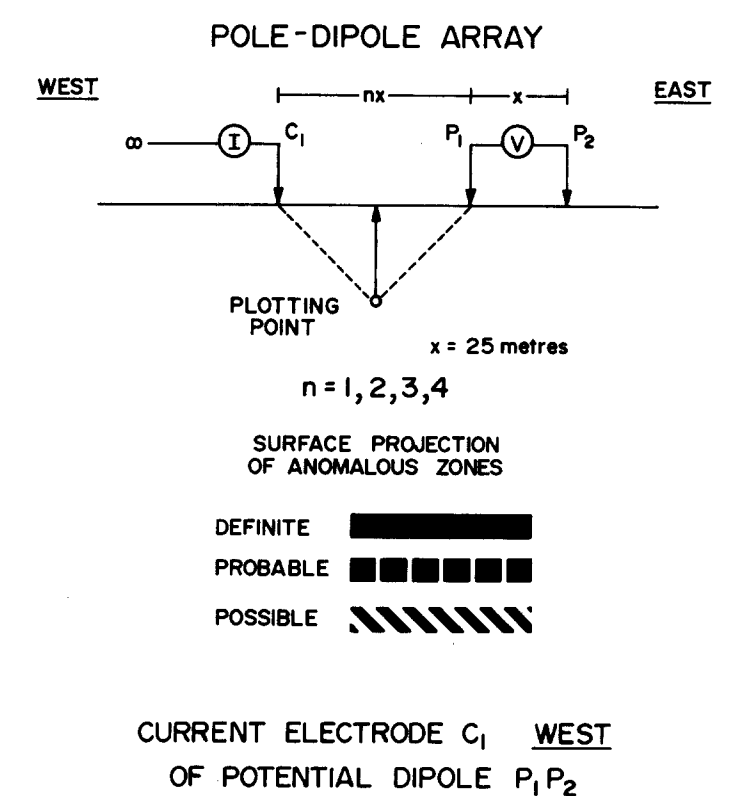 POLE-DIPOLE ARRAY
WEST
nx
x
EAST
∞
I
C₁
P₁
V
P₂
PLOTTING
POINT
x = 25 metres
n = 1, 2, 3, 4
SURFACE PROJECTION
OF ANOMALOUS ZONES
DEFINITE
PROBABLE
POSSIBLE
CURRENT ELECTRODE C₁ WEST
OF POTENTIAL DIPOLE P₁ P₂